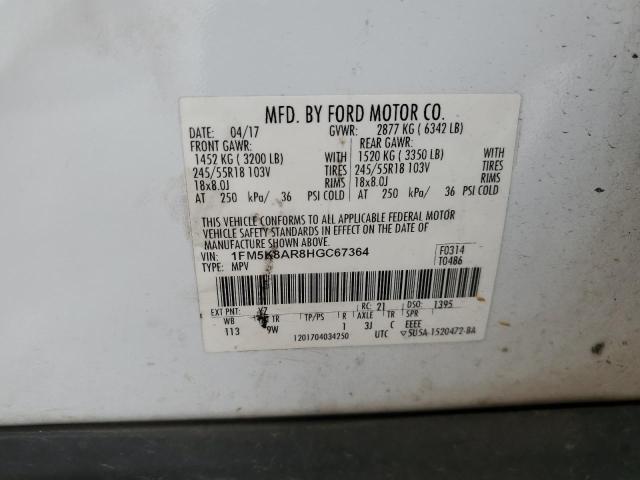 MFD. BY FORD MOTOR CO.
DATE: 04/17 GVWR: 2877 KG ( 6342 LB)
FRONT GAWR: REAR GAWR:
1452 KG ( 3200 LB) WITH 1520 KG ( 3350 LB) WITH
245/55R18 103V TIRES 245/55R18 103V TIRES
18x8.0J RIMS 18x8.0J RIMS
AT 250 kPa/ 36 PSI COLD AT 250 kPa/ 36 PSI COLD
THIS VEHICLE CONFORMS TO ALL APPLICABLE FEDERAL MOTOR
VEHICLE SAFETY STANDARDS IN EFFECT ON THE DATE OF
MANUFACTURE SHOWN ABOVE.
VIN: 1FM5K8AR8HGC67364 F0314
TYPE: MPV T0486
EXT PNT: YZ RC: 21 DSO: 1395
WB TR TP/PS R AXLE TR SPR
113 9W 1 3J C EEEE
1201704034250 UTC 5U5A-1520472-BA